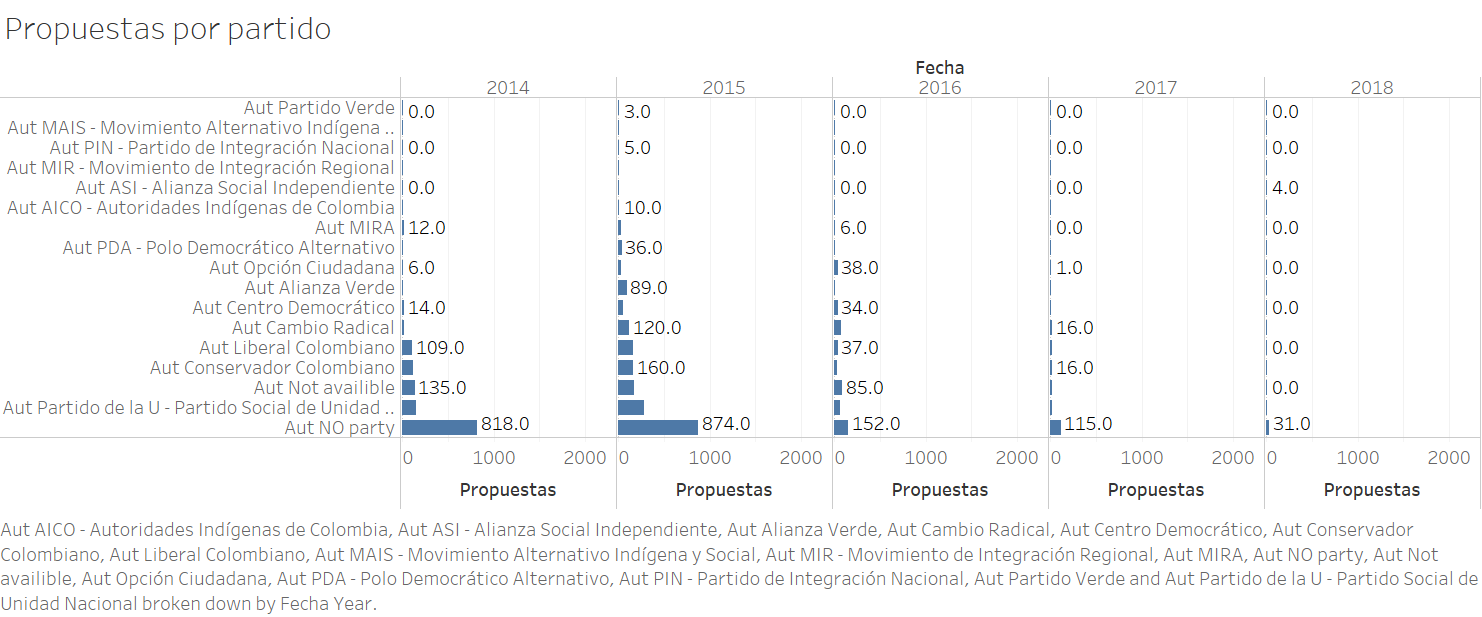 Propuestas por partido
Fecha
2014 2015 2016 2017 2018
Aut Partido Verde 0.0 3.0 0.0 0.0 0.0
Aut MAIS - Movimiento Alternativo Indígena ..
Aut PIN - Partido de Integración Nacional 0.0 5.0 0.0 0.0 0.0
Aut MIR - Movimiento de Integración Regional
Aut ASI - Alianza Social Independiente 0.0 0.0 0.0 4.0
Aut AICO - Autoridades Indígenas de Colombia 10.0
Aut MIRA 12.0 6.0 0.0 0.0
Aut PDA - Polo Democrático Alternativo 36.0
Aut Opción Ciudadana 6.0 38.0 1.0 0.0
Aut Alianza Verde 89.0
Aut Centro Democrático 14.0 34.0 0.0
Aut Cambio Radical 120.0 16.0
Aut Liberal Colombiano 109.0 37.0 0.0
Aut Conservador Colombiano 160.0 16.0
Aut Not availible 135.0 85.0 0.0
Aut Partido de la U - Partido Social de Unidad ..
Aut NO party 818.0 874.0 152.0 115.0 31.0
0 1000 2000 0 1000 2000 0 1000 2000 0 1000 2000 0 1000 2000
Propuestas Propuestas Propuestas Propuestas Propuestas
Aut AICO - Autoridades Indígenas de Colombia, Aut ASI - Alianza Social Independiente, Aut Alianza Verde, Aut Cambio Radical, Aut Centro Democrático, Aut Conservador
Colombiano, Aut Liberal Colombiano, Aut MAIS - Movimiento Alternativo Indígena y Social, Aut MIR - Movimiento de Integración Regional, Aut MIRA, Aut NO party, Aut Not
availible, Aut Opción Ciudadana, Aut PDA - Polo Democrático Alternativo, Aut PIN - Partido de Integración Nacional, Aut Partido Verde and Aut Partido de la U - Partido Social de
Unidad Nacional broken down by Fecha Year.